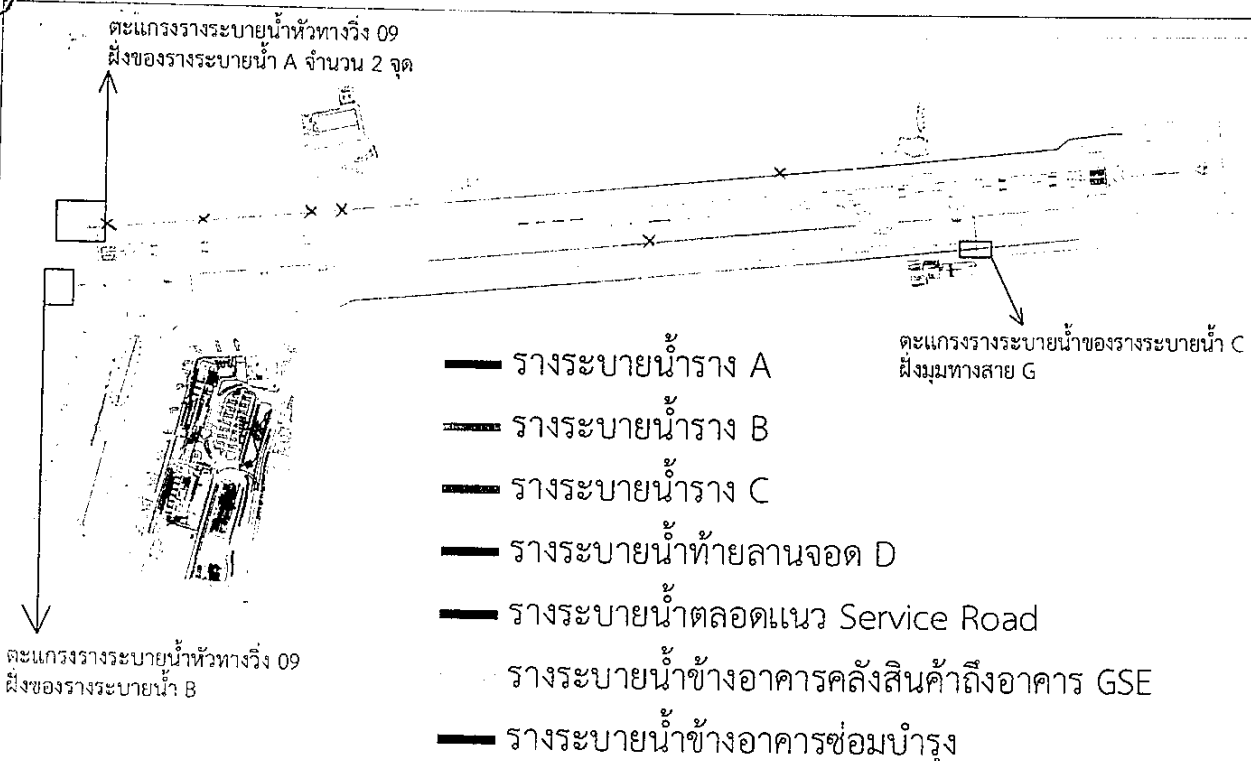 ตะแกรงรางระบายน้ำหัวทางวิ่ง 09
ฝั่งของรางระบายน้ำ A จำนวน 2 จุด
ตะแกรงรางระบายน้ำของรางระบายน้ำ C
ฝั่งมุมทางสาย G
รางระบายน้ำราง A
รางระบายน้ำราง B
รางระบายน้ำราง C
รางระบายน้ำท้ายลานจอด D
รางระบายน้ำตลอดแนว Service Road
รางระบายน้ำข้างอาคารคลังสินค้าถึงอาคาร GSE
รางระบายน้ำข้างอาคารซ่อมบำรุง
ตะแกรงรางระบายน้ำหัวทางวิ่ง 09
ฝั่งของรางระบายน้ำ B